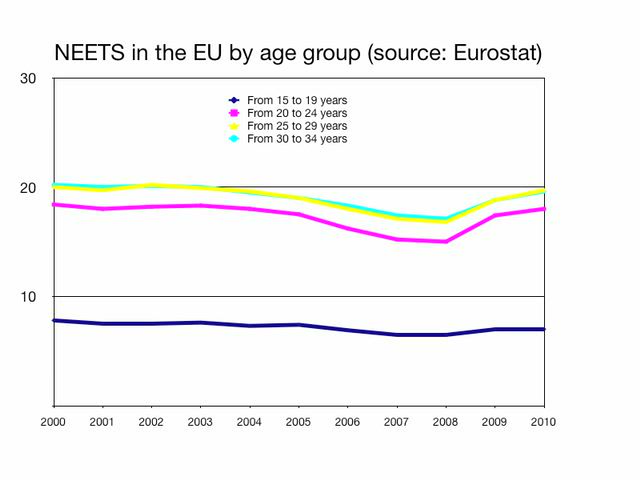 NEETS in the EU by age group (source: Eurostat)
30
From 15 to 19 years
From 20 to 24 years
From 25 to 29 years
From 30 to 34 years
20
10
2000 2001 2002 2003 2004 2005 2006 2007 2008 2009 2010